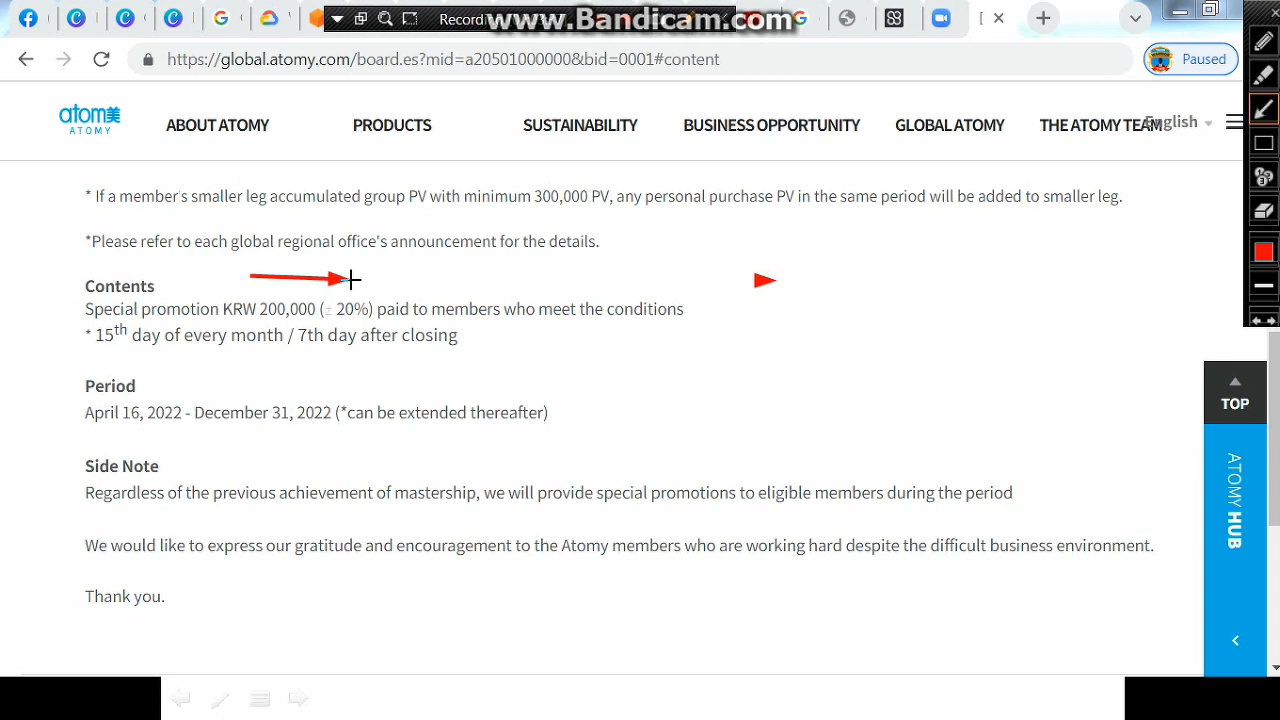 Recording
www.Bandicam.com
https://global.atomy.com/board.es?mid=20501000000&bid=0001#content
Paused
atom美
ATOMY
ABOUT ATOMY
PRODUCTS
SUSTAINABILITY
BUSINESS OPPORTUNITY
GLOBAL ATOMY
THE ATOMY TEAM
English
* If a member's smaller leg accumulated group PV with minimum 300,000 PV, any personal purchase PV in the same period will be added to smaller leg.
*Please refer to each global regional office's announcement for the details.
Contents
Special promotion KRW 200,000 (± 20%) paid to members who meet the conditions
* 15th day of every month / 7th day after closing
Period
April 16, 2022 - December 31, 2022 (*can be extended thereafter)
Side Note
Regardless of the previous achievement of mastership, we will provide special promotions to eligible members during the period
We would like to express our gratitude and encouragement to the Atomy members who are working hard despite the difficult business environment.
Thank you.
TOP
ATOMY HUB